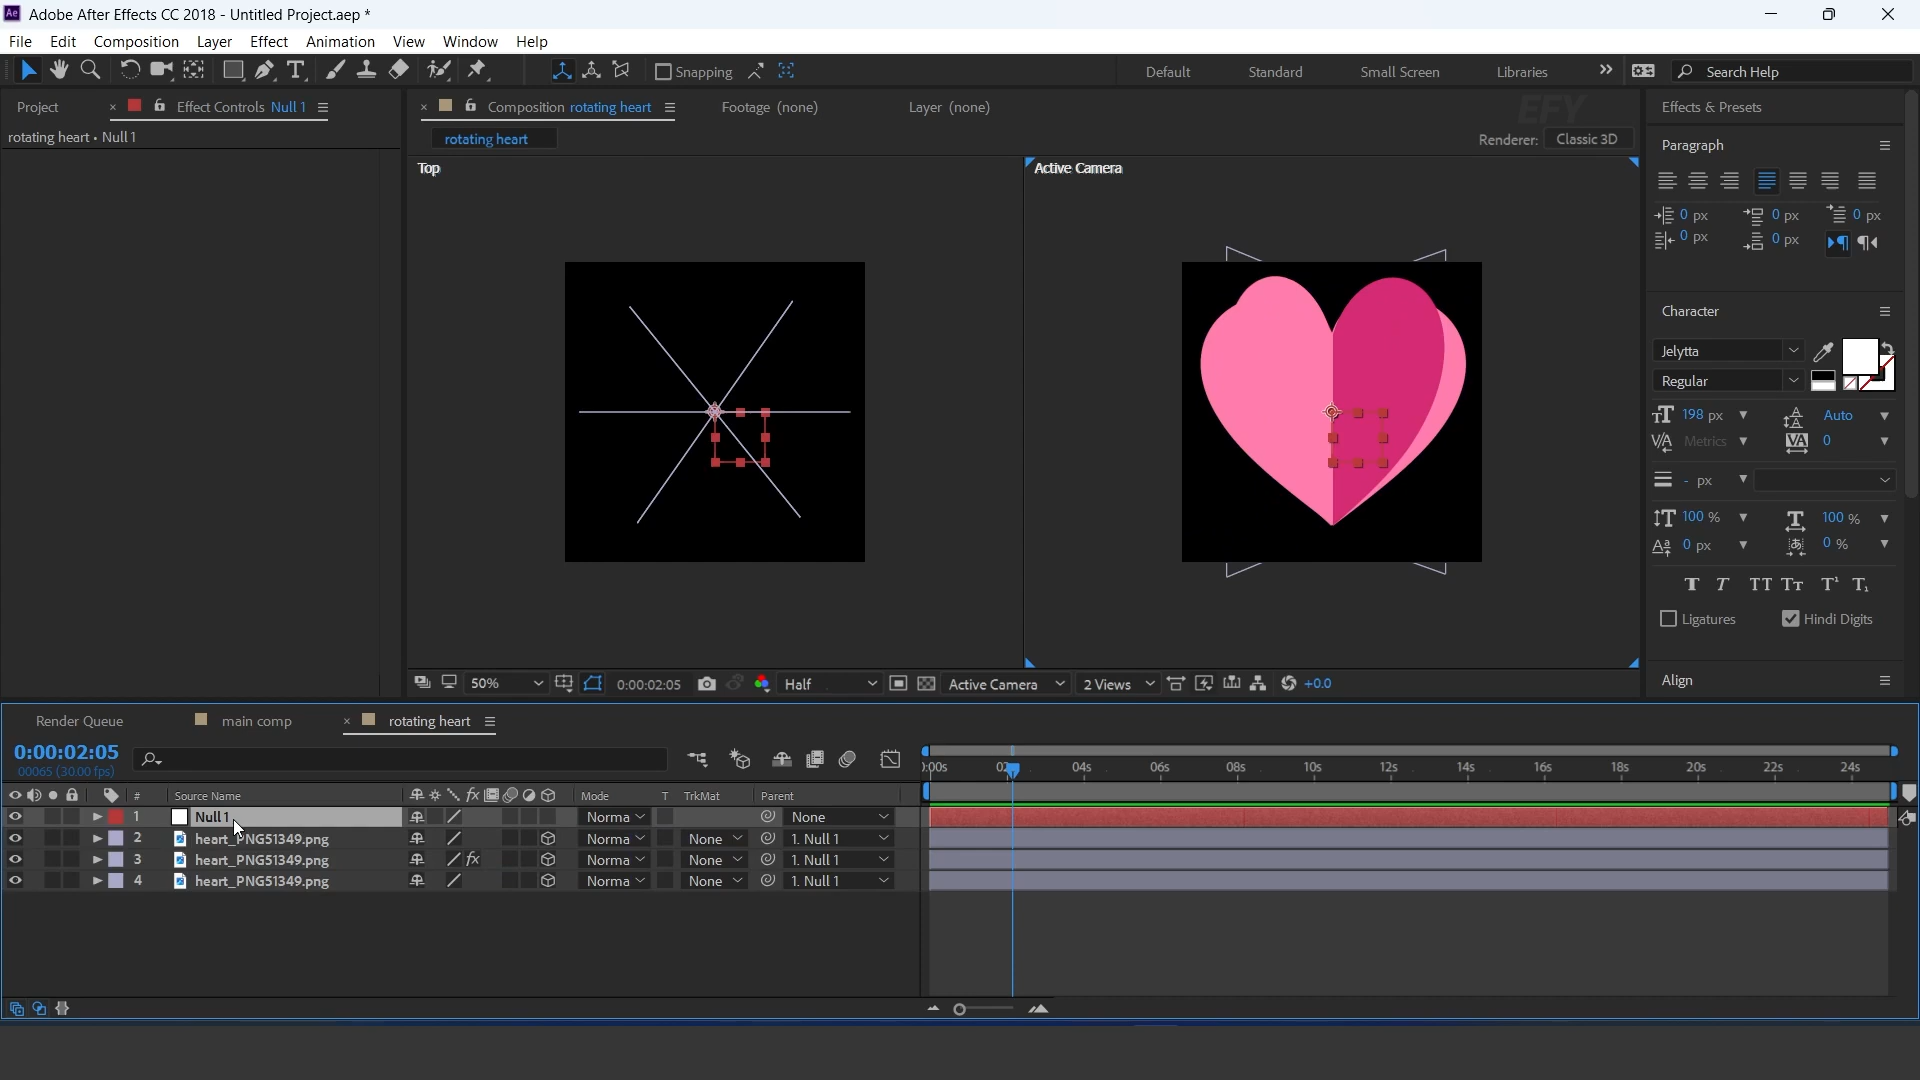 Ae Adobe After Effects CC 2018 - Untitled Project.aep *
File Edit Composition Layer Effect Animation View Window Help
Snapping Default Standard Small Screen Libraries Search Help
Project Effect Controls Null 1 Composition rotating heart Footage (none) Layer (none) EFY Effects & Presets
rotating heart • Null 1 rotating heart Renderer: Classic 3D
Paragraph
Top Active Camera
0 px 0 px 0 px
0 px 0 px
Character
Jelytta
Regular
198 px Auto
Metrics 0
- px
100 % 100 %
0 px 0 %
Ligatures Hindi Digits
Align
50% 0:00:02:05 Half Active Camera 2 Views +0.0
Render Queue main comp rotating heart
0:00:02:05
00065 (30.00 fps)
):00s 02 04s 06s 08s 10s 12s 14s 16s 18s 20s 22s 24s
# Source Name Mode T TrkMat Parent
1 Null 1 Norma None
2 heart_PNG51349.png Norma None 1. Null 1
3 heart_PNG51349.png fx Norma None 1. Null 1
4 heart_PNG51349.png Norma None 1. Null 1